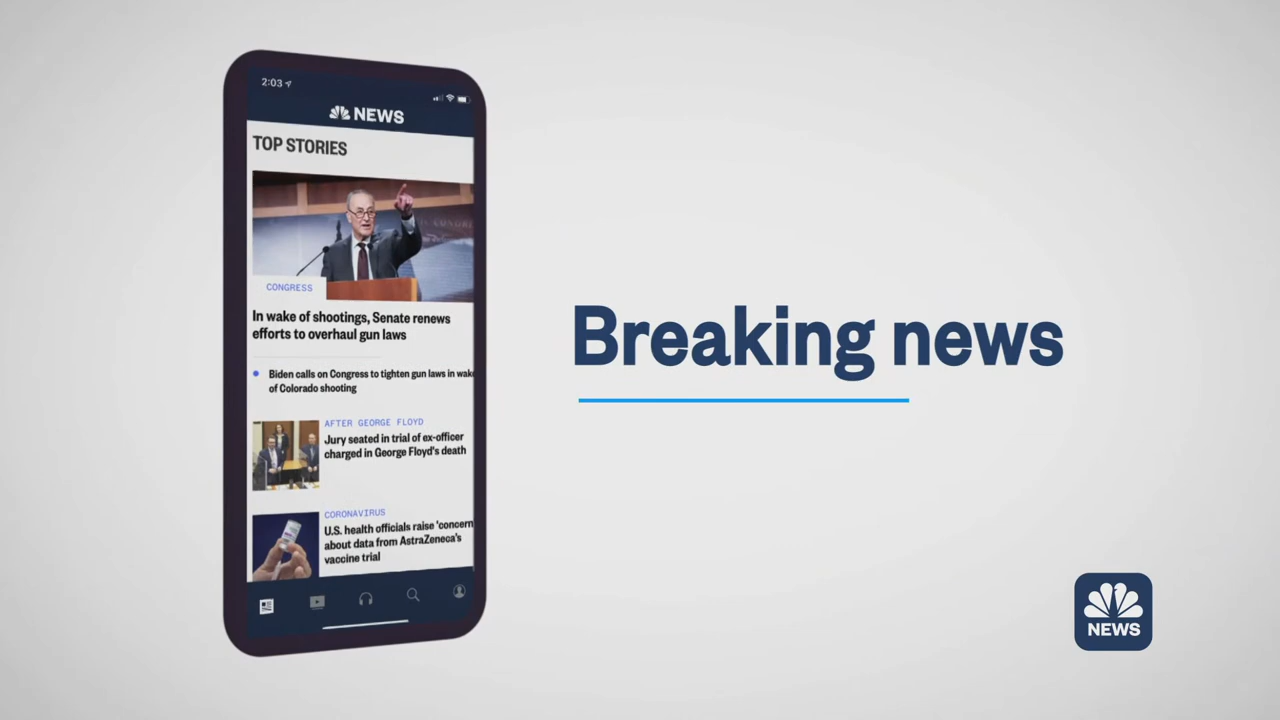 2:03
NEWS
TOP STORIES
CONGRESS
In wake of shootings, Senate renews
efforts to overhaul gun laws
Biden calls on Congress to tighten gun laws in wake
of Colorado shooting
AFTER GEORGE FLOYD
Jury seated in trial of ex-officer
charged in George Floyd's death
CORONAVIRUS
U.S. health officials raise 'concern
about data from AstraZeneca's
vaccine trial
Breaking news
NEWS